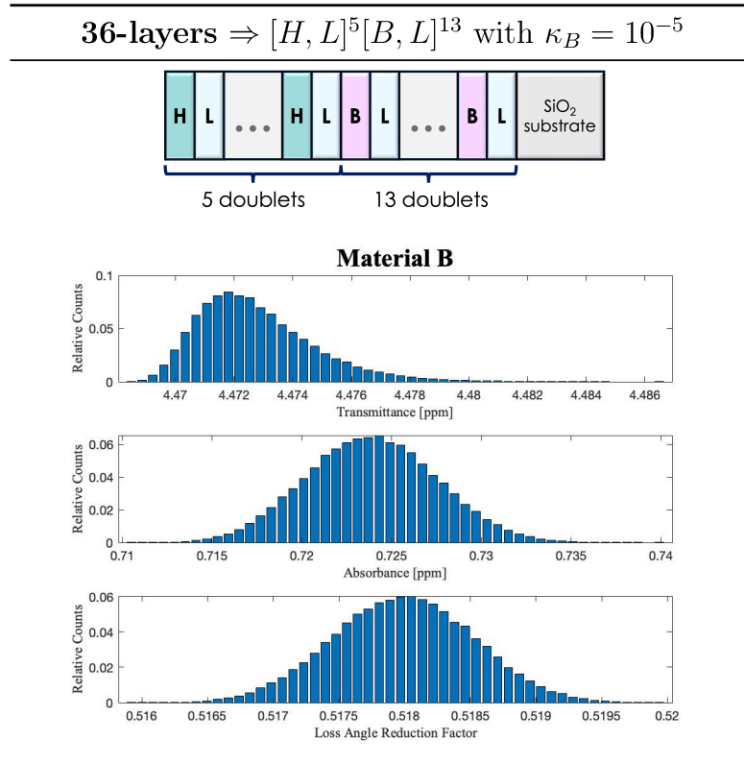 36-layers ⇒ [H, L]⁵[B, L]¹³ with κ_B = 10⁻⁵
H L ... H L B L ... B L SiO₂ substrate
5 doublets 13 doublets
Material B
0.1
0.05
0
Relative Counts
4.47 4.472 4.474 4.476 4.478 4.48 4.482 4.484 4.486
Transmittance [ppm]
0.06
0.04
0.02
0
Relative Counts
0.71 0.715 0.72 0.725 0.73 0.735 0.74
Absorbance [ppm]
0.06
0.04
0.02
0
Relative Counts
0.516 0.5165 0.517 0.5175 0.518 0.5185 0.519 0.5195 0.52
Loss Angle Reduction Factor